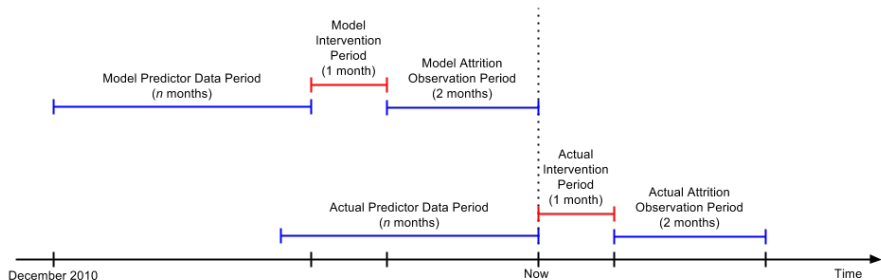 Model
Intervention
Period
(1 month)
Model Predictor Data Period
(n months)
Model Attrition
Observation Period
(2 months)
Actual
Intervention
Period
(1 month)
Actual Predictor Data Period
(n months)
Actual Attrition
Observation Period
(2 months)
December 2010
Now
Time